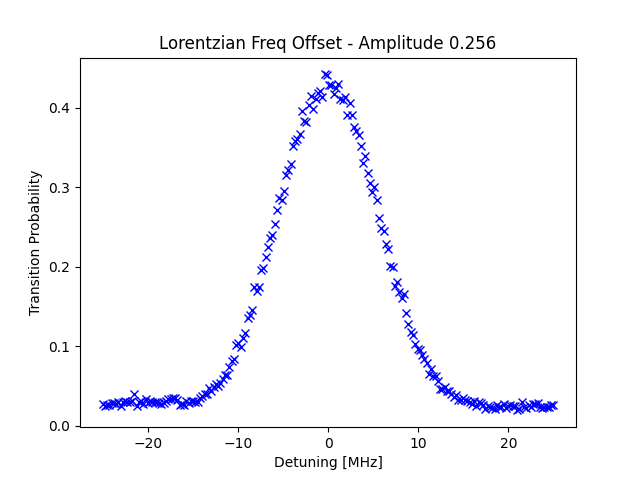 Lorentzian Freq Offset - Amplitude 0.256
Transition Probability
0.4
0.3
0.2
0.1
0.0
−20 −10 0 10 20
Detuning [MHz]